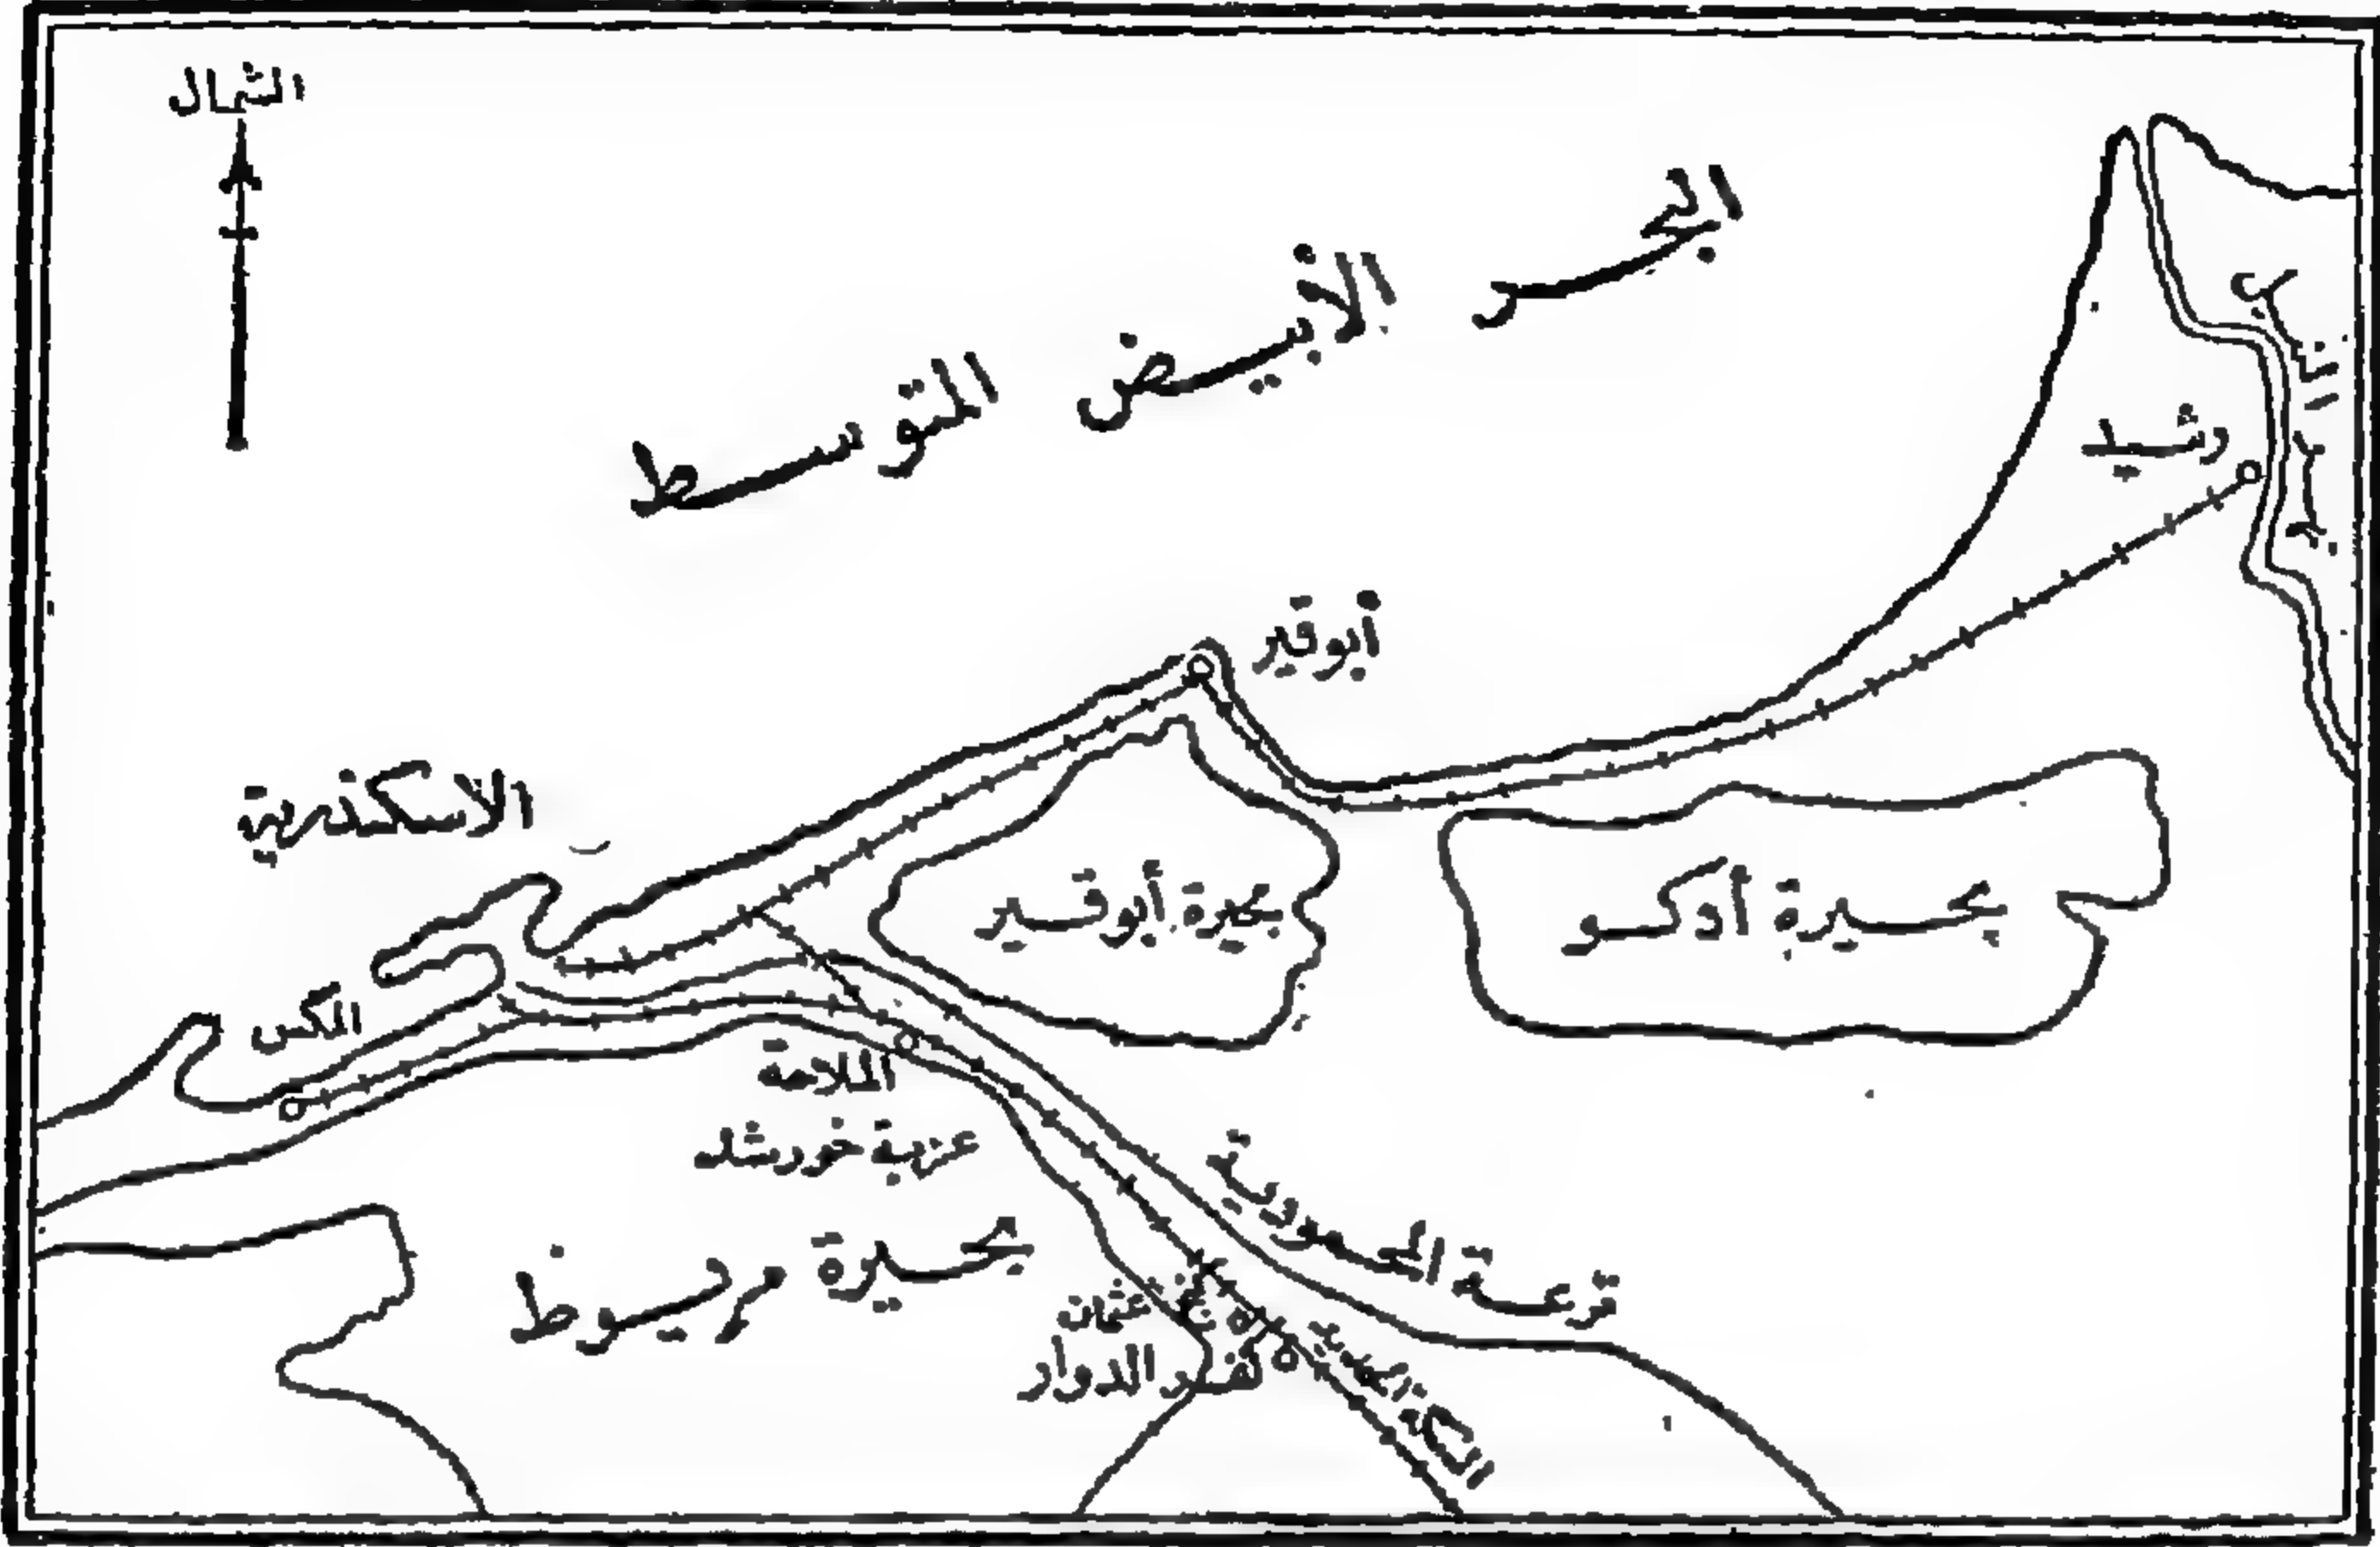 الشمال
البحر الأبيض المتوسط
رشيد
أبوقير
الاسكندرية
بحيرة أبوقير
بحيرة أدكو
المكس
الملاحة
عزبة خورشد
ترعة المحمودية
بحيرة مريوط
عثمان
كفر الدوار